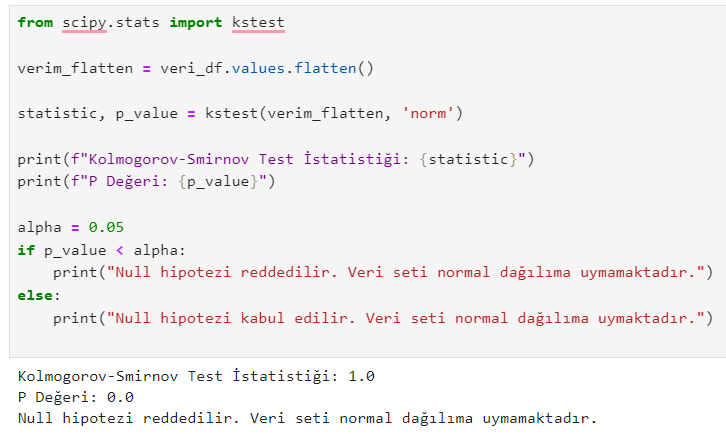 from scipy.stats import kstest
verim_flatten = veri_df.values.flatten()
statistic, p_value = kstest(verim_flatten, 'norm')
print(f"Kolmogorov-Smirnov Test İstatistiği: {statistic}")
print(f"P Değeri: {p_value}")
alpha = 0.05
if p_value < alpha:
    print("Null hipotezi reddedilir. Veri seti normal dağılıma uymamaktadır.")
else:
    print("Null hipotezi kabul edilir. Veri seti normal dağılıma uymaktadır.")
Kolmogorov-Smirnov Test İstatistiği: 1.0
P Değeri: 0.0
Null hipotezi reddedilir. Veri seti normal dağılıma uymamaktadır.